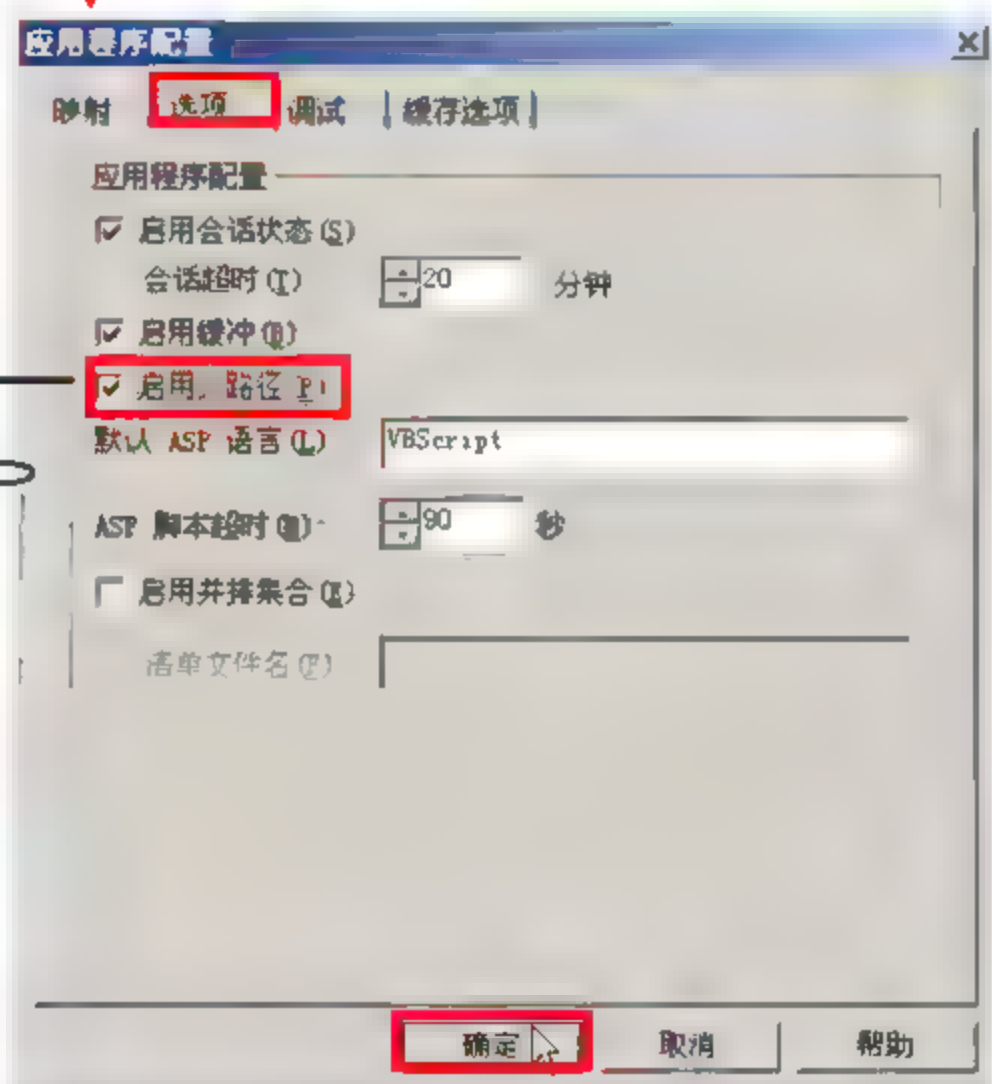 应用程序配置
映射 选项 调试 缓存选项
应用程序配置
启用会话状态(S)
会话超时(T) 20 分钟
启用缓冲(B)
启用 路径 P
默认 ASP 语言(L) VBScript
ASP 脚本超时 90 秒
启用并排集合
清单文件名(F)
确定 取消 帮助